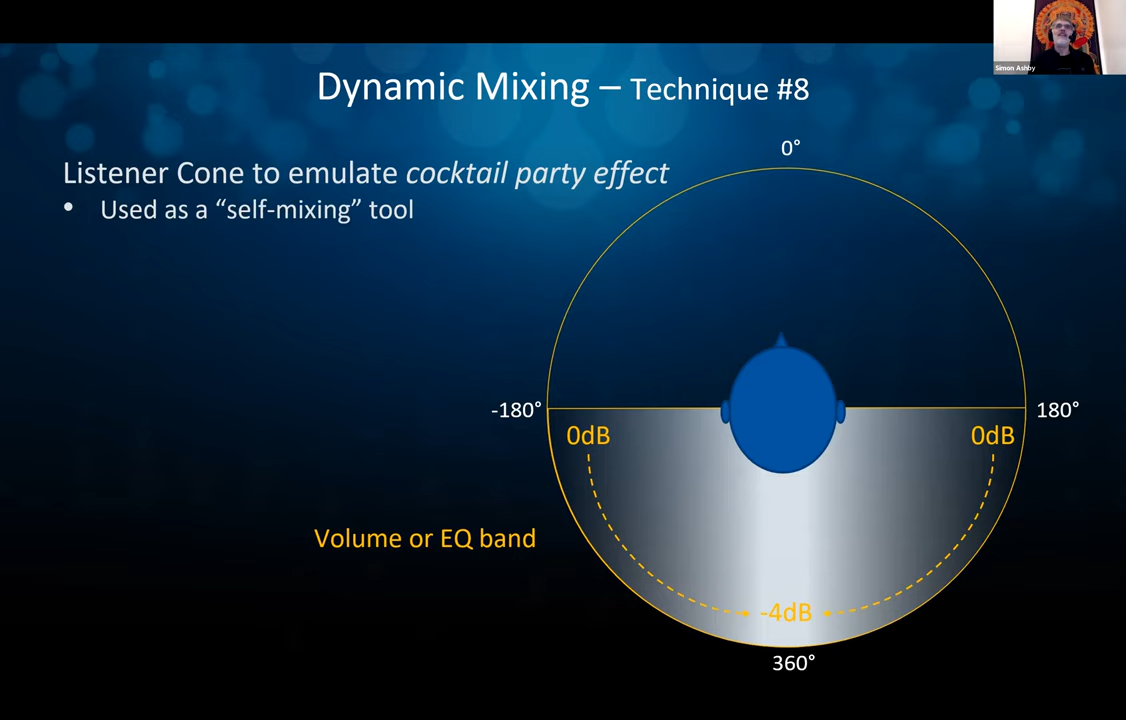 Simon Ashby
Dynamic Mixing – Technique #8
0°
Listener Cone to emulate cocktail party effect
• Used as a “self-mixing” tool
-180°
180°
0dB
0dB
Volume or EQ band
-4dB
360°